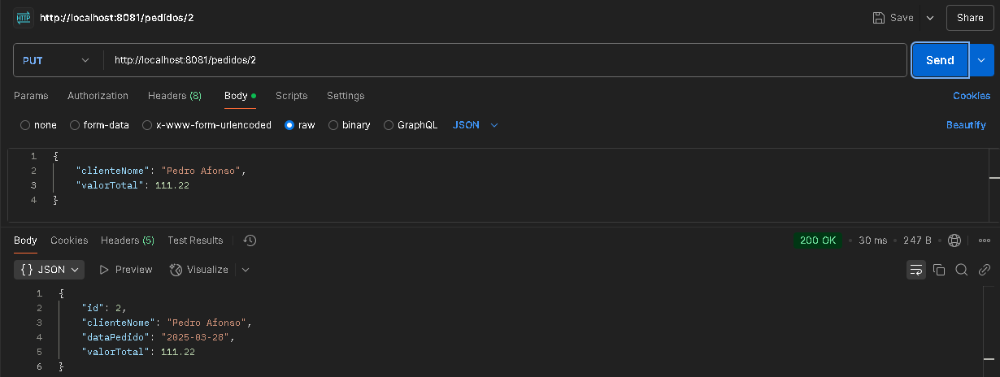 HTTP http://localhost:8081/pedidos/2 Save Share
PUT http://localhost:8081/pedidos/2 Send
Params Authorization Headers (8) Body Scripts Settings Cookies
none form-data x-www-form-urlencoded raw binary GraphQL JSON Beautify
1 {
2 "clienteNome": "Pedro Afonso",
3 "valorTotal": 111.22
4 }
Body Cookies Headers (5) Test Results 200 OK 30 ms 247 B
{} JSON Preview Visualize
1 {
2 "id": 2,
3 "clienteNome": "Pedro Afonso",
4 "dataPedido": "2025-03-28",
5 "valorTotal": 111.22
6 }